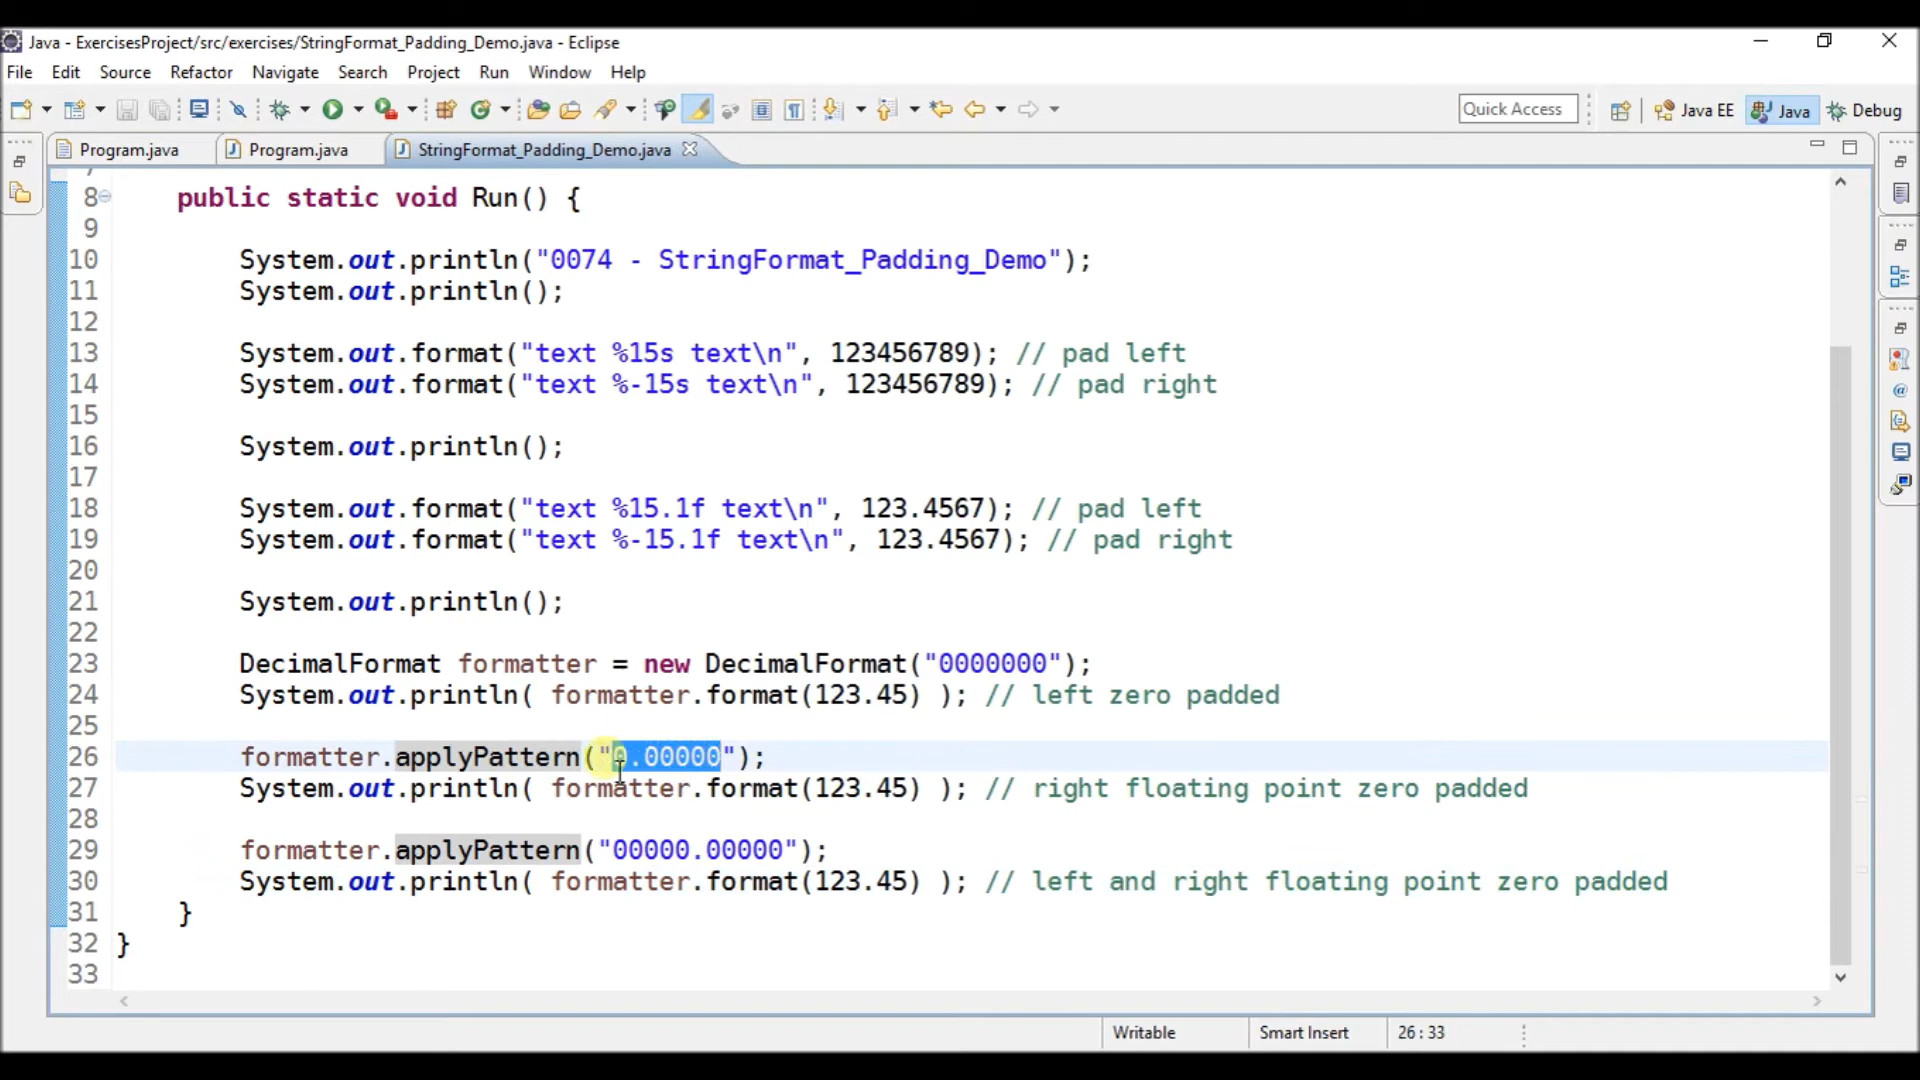 Java - ExercisesProject/src/exercises/StringFormat_Padding_Demo.java - Eclipse
File Edit Source Refactor Navigate Search Project Run Window Help
Quick Access Java EE Java Debug
Program.java Program.java StringFormat_Padding_Demo.java
8 public static void Run() {
9
10 System.out.println("0074 - StringFormat_Padding_Demo");
11 System.out.println();
12
13 System.out.format("text %15s text\n", 123456789); // pad left
14 System.out.format("text %-15s text\n", 123456789); // pad right
15
16 System.out.println();
17
18 System.out.format("text %15.1f text\n", 123.4567); // pad left
19 System.out.format("text %-15.1f text\n", 123.4567); // pad right
20
21 System.out.println();
22
23 DecimalFormat formatter = new DecimalFormat("0000000");
24 System.out.println( formatter.format(123.45) ); // left zero padded
25
26 formatter.applyPattern("0.00000");
27 System.out.println( formatter.format(123.45) ); // right floating point zero padded
28
29 formatter.applyPattern("00000.00000");
30 System.out.println( formatter.format(123.45) ); // left and right floating point zero padded
31 }
32 }
33
Writable Smart Insert 26 : 33